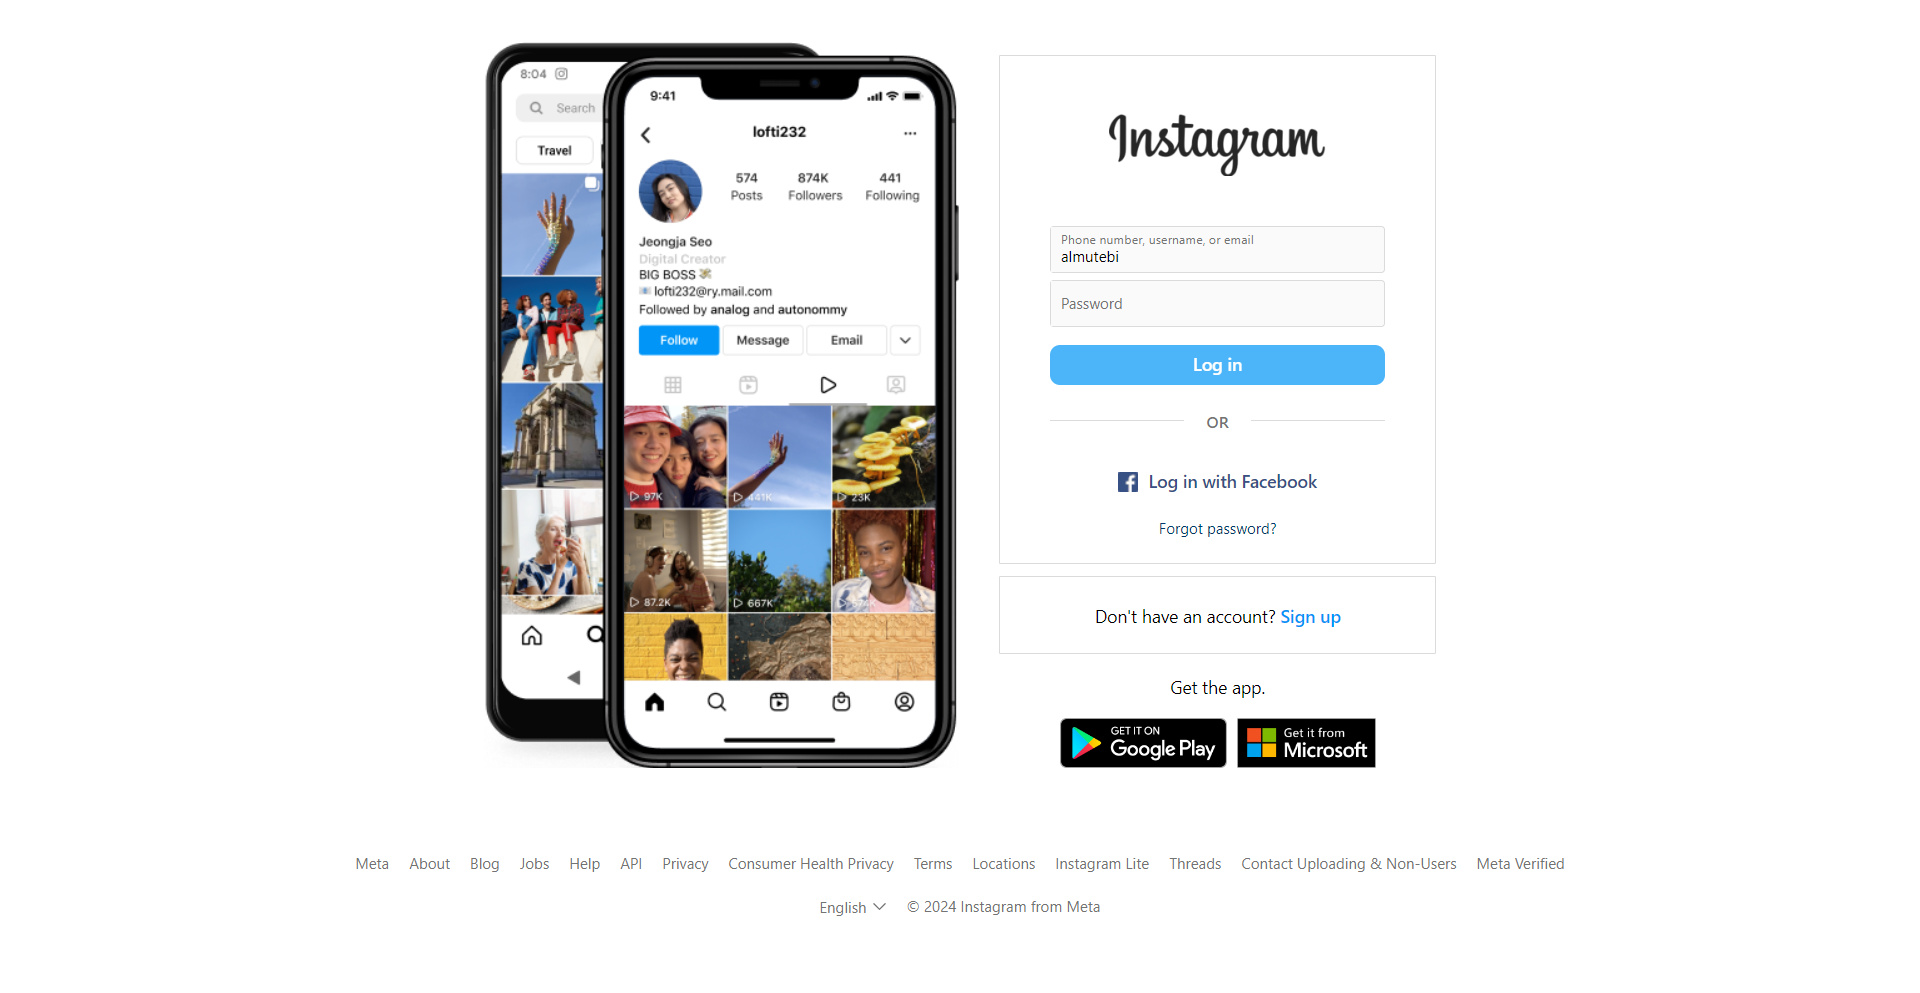 8:04
Search
Travel
9:41
lofti232
574
Posts
874K
Followers
441
Following
Jeongja Seo
Digital Creator
BIG BOSS
lofti232@ry.mail.com
Followed by analog and autonommy
Follow
Message
Email
97K
441K
23K
87.2K
667K
Instagram
Phone number, username, or email
almutebi
Password
Log in
OR
Log in with Facebook
Forgot password?
Don't have an account? Sign up
Get the app.
GET IT ON
Google Play
Get it from
Microsoft
Meta About Blog Jobs Help API Privacy Consumer Health Privacy Terms Locations Instagram Lite Threads Contact Uploading & Non-Users Meta Verified
English © 2024 Instagram from Meta